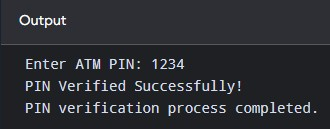 Output
Enter ATM PIN: 1234
PIN Verified Successfully!
PIN verification process completed.